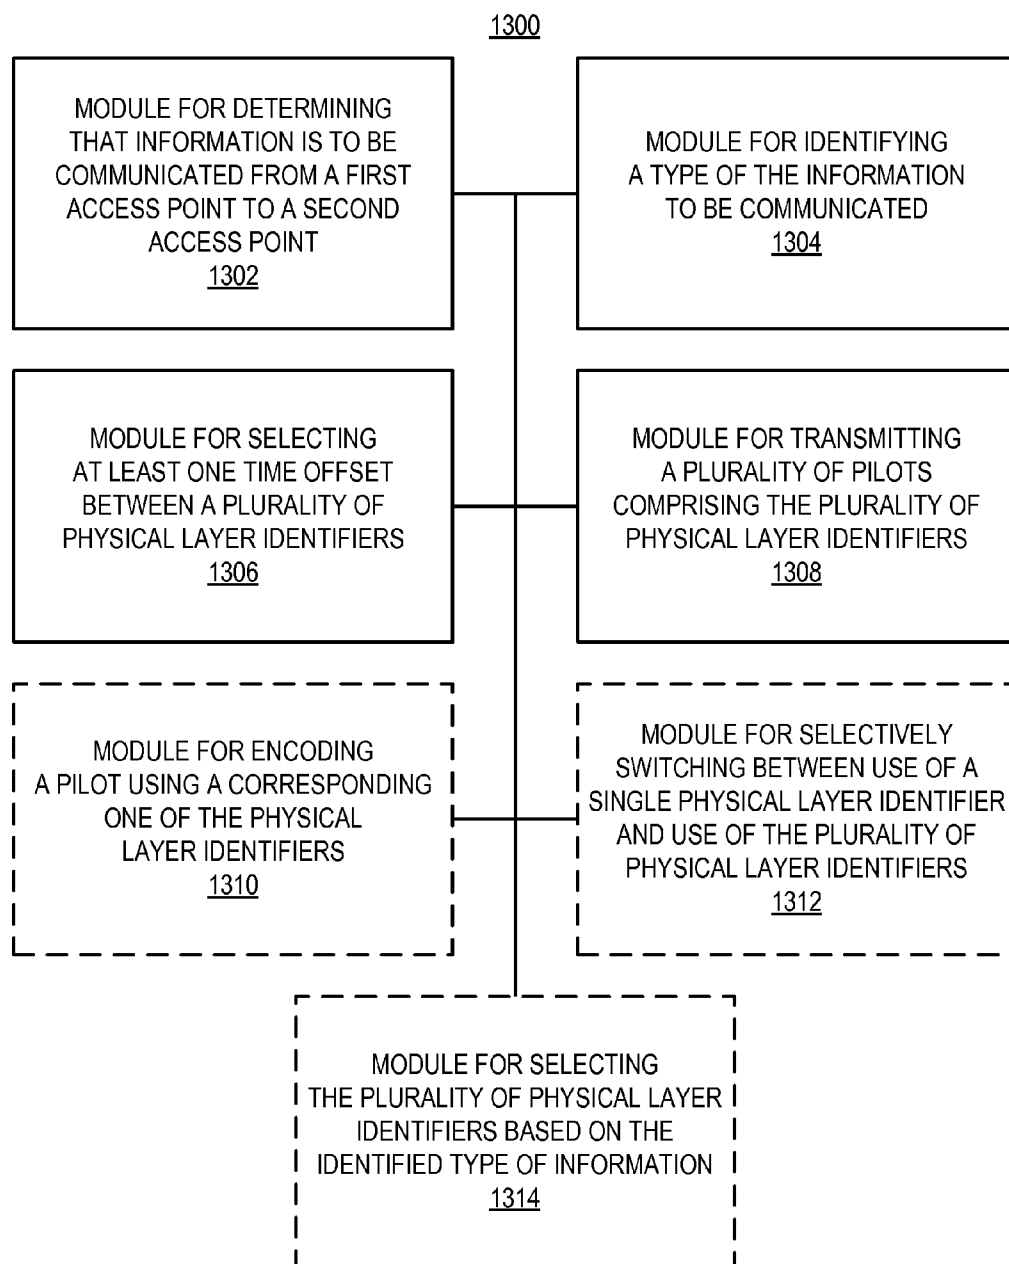 1300
MODULE FOR DETERMINING
THAT INFORMATION IS TO BE
COMMUNICATED FROM A FIRST
ACCESS POINT TO A SECOND
ACCESS POINT
1302
MODULE FOR IDENTIFYING
A TYPE OF THE INFORMATION
TO BE COMMUNICATED
1304
MODULE FOR SELECTING
AT LEAST ONE TIME OFFSET
BETWEEN A PLURALITY OF
PHYSICAL LAYER IDENTIFIERS
1306
MODULE FOR TRANSMITTING
A PLURALITY OF PILOTS
COMPRISING THE PLURALITY OF
PHYSICAL LAYER IDENTIFIERS
1308
MODULE FOR ENCODING
A PILOT USING A CORRESPONDING
ONE OF THE PHYSICAL
LAYER IDENTIFIERS
1310
MODULE FOR SELECTIVELY
SWITCHING BETWEEN USE OF A
SINGLE PHYSICAL LAYER IDENTIFIER
AND USE OF THE PLURALITY OF
PHYSICAL LAYER IDENTIFIERS
1312
MODULE FOR SELECTING
THE PLURALITY OF PHYSICAL LAYER
IDENTIFIERS BASED ON THE
IDENTIFIED TYPE OF INFORMATION
1314